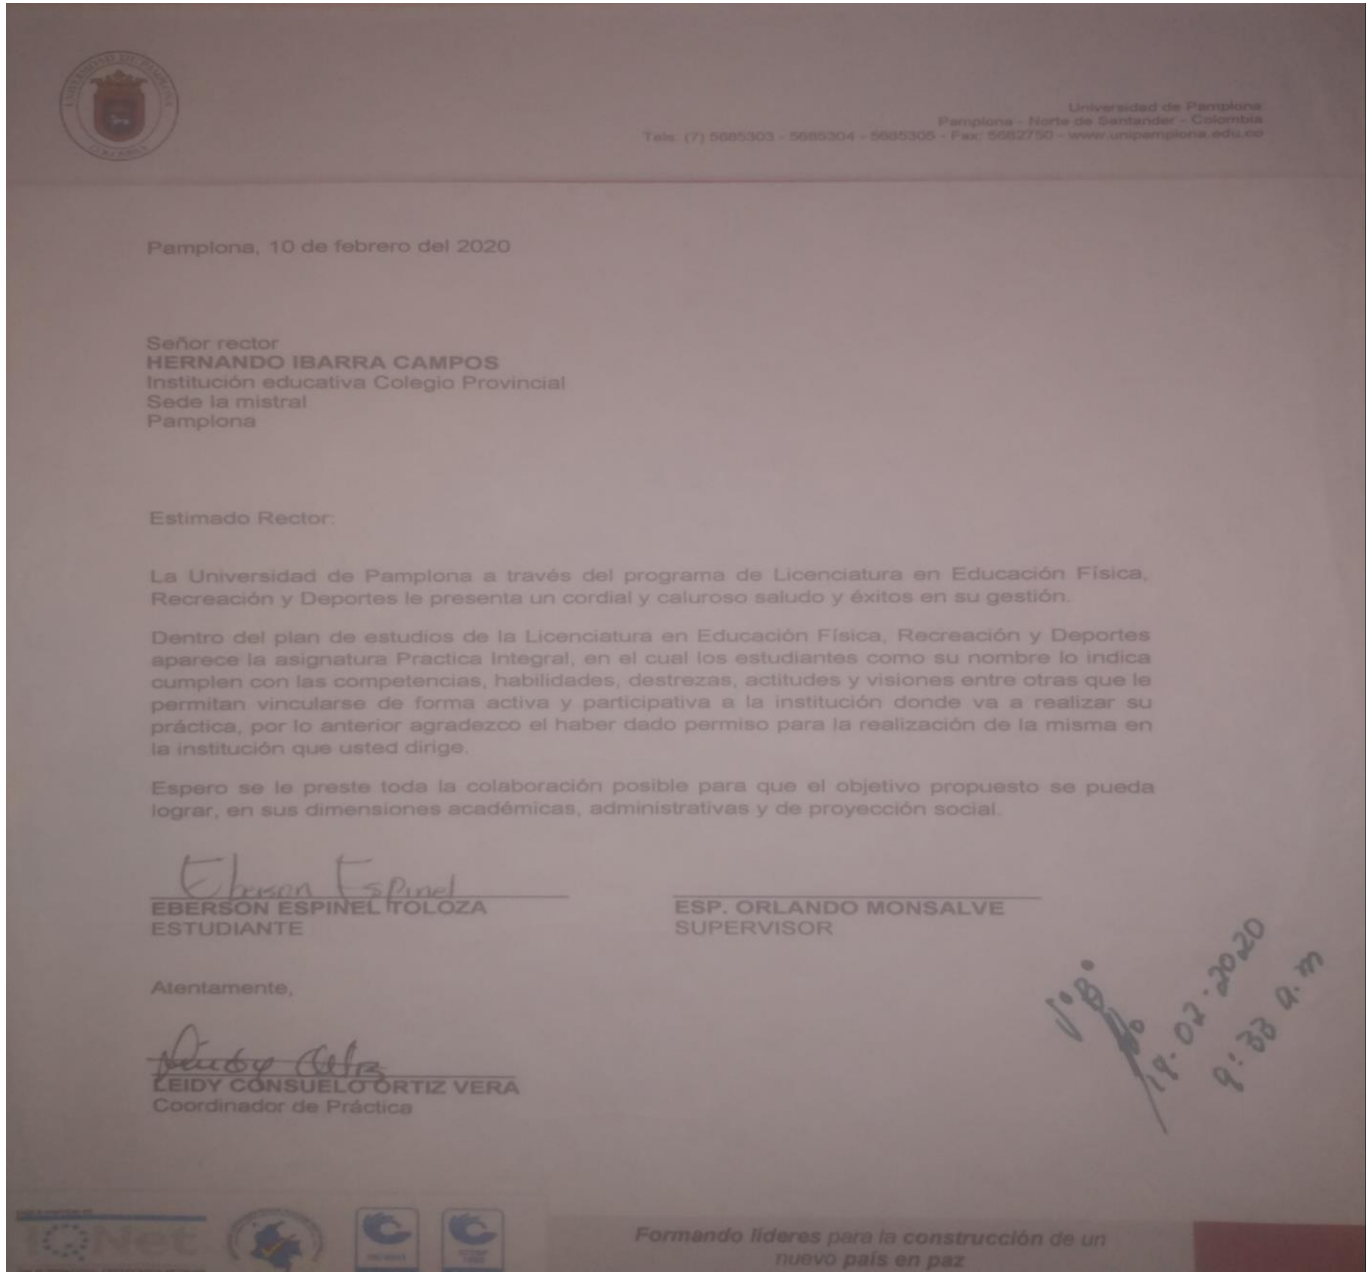 UNIVERSIDAD DE PAMPLONA
Universidad de Pamplona
Pamplona - Norte de Santander - Colombia
Tels: (7) 5685303 - 5685304 - 5685305 - Fax: 5682750 - www.unipamplona.edu.co
Pamplona, 10 de febrero del 2020
Señor rector
HERNANDO IBARRA CAMPOS
Institución educativa Colegio Provincial
Sede la mistral
Pamplona
Estimado Rector:
La Universidad de Pamplona a través del programa de Licenciatura en Educación Física,
Recreación y Deportes le presenta un cordial y caluroso saludo y éxitos en su gestión.
Dentro del plan de estudios de la Licenciatura en Educación Física, Recreación y Deportes
aparece la asignatura Practica Integral, en el cual los estudiantes como su nombre lo indica
cumplen con las competencias, habilidades, destrezas, actitudes y visiones entre otras que le
permitan vincularse de forma activa y participativa a la institución donde va a realizar su
práctica, por lo anterior agradezco el haber dado permiso para la realización de la misma en
la institución que usted dirige.
Espero se le preste toda la colaboración posible para que el objetivo propuesto se pueda
lograr, en sus dimensiones académicas, administrativas y de proyección social.
Eberson Espinel
EBERSON ESPINEL TOLOZA
ESTUDIANTE
ESP. ORLANDO MONSALVE
SUPERVISOR
V°B°
19.02.2020
9:33 a.m
Atentamente,
LEIDY CONSUELO ORTIZ VERA
Coordinador de Práctica
IQNet
Formando líderes para la construcción de un
nuevo país en paz